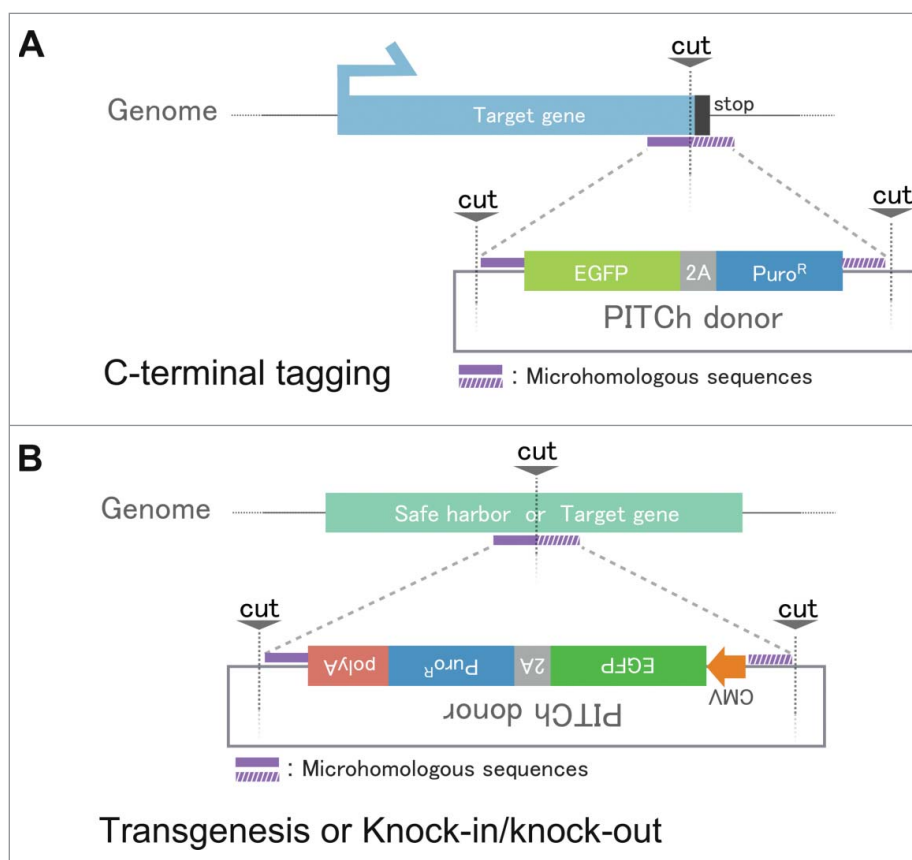 A
cut
Genome
Target gene
stop
cut
cut
EGFP
2A
Puroᴿ
PITCh donor
C-terminal tagging
: Microhomologous sequences
B
cut
Genome
Safe harbor or Target gene
cut
cut
polyA
Puroᴿ
2A
EGFP
CMV
PITCh donor
: Microhomologous sequences
Transgenesis or Knock-in/knock-out